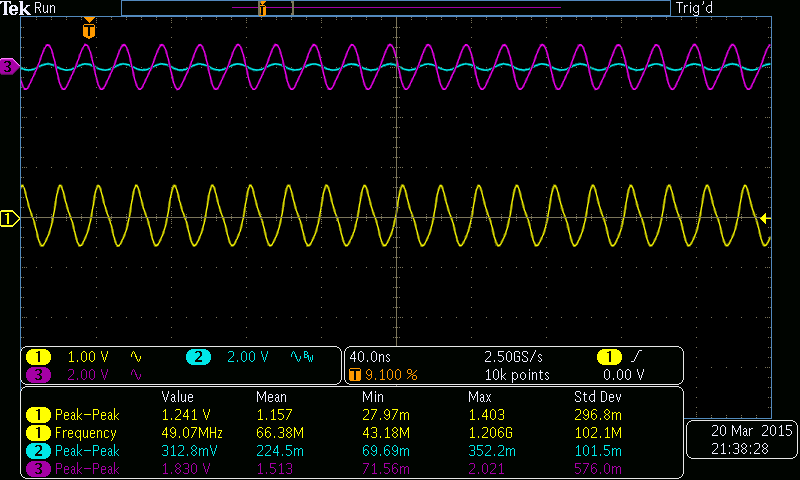 Tek Run Trig'd
T
T
3
1
1 1.00 V 2 2.00 V BW
3 2.00 V
40.0ns 2.50GS/s 1
T 9.100 % 10k points 0.00 V
Value Mean Min Max Std Dev
1 Peak-Peak 1.241 V 1.157 27.97m 1.403 296.8m
1 Frequency 49.07MHz 66.38M 43.18M 1.206G 102.1M
2 Peak-Peak 312.8mV 224.5m 69.69m 352.2m 101.5m
3 Peak-Peak 1.830 V 1.513 71.56m 2.021 576.0m
20 Mar 2015
21:38:28